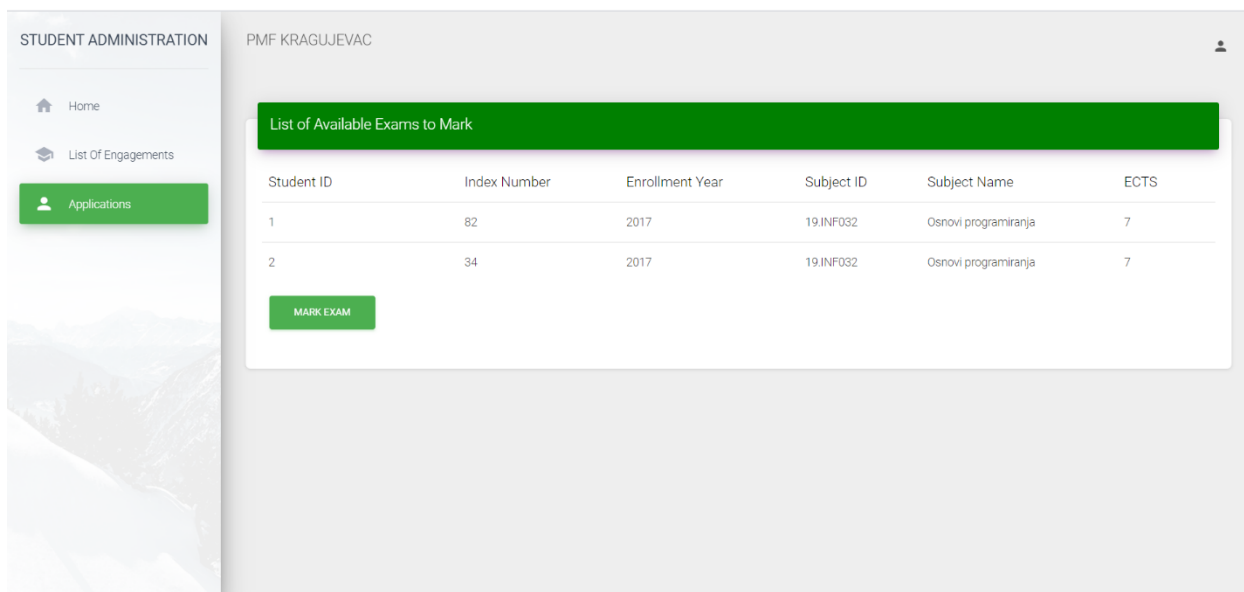 STUDENT ADMINISTRATION
PMF KRAGUJEVAC
Home
List Of Engagements
Applications
List of Available Exams to Mark
Student ID Index Number Enrollment Year Subject ID Subject Name ECTS
1 82 2017 19.INF032 Osnovi programiranja 7
2 34 2017 19.INF032 Osnovi programiranja 7
MARK EXAM